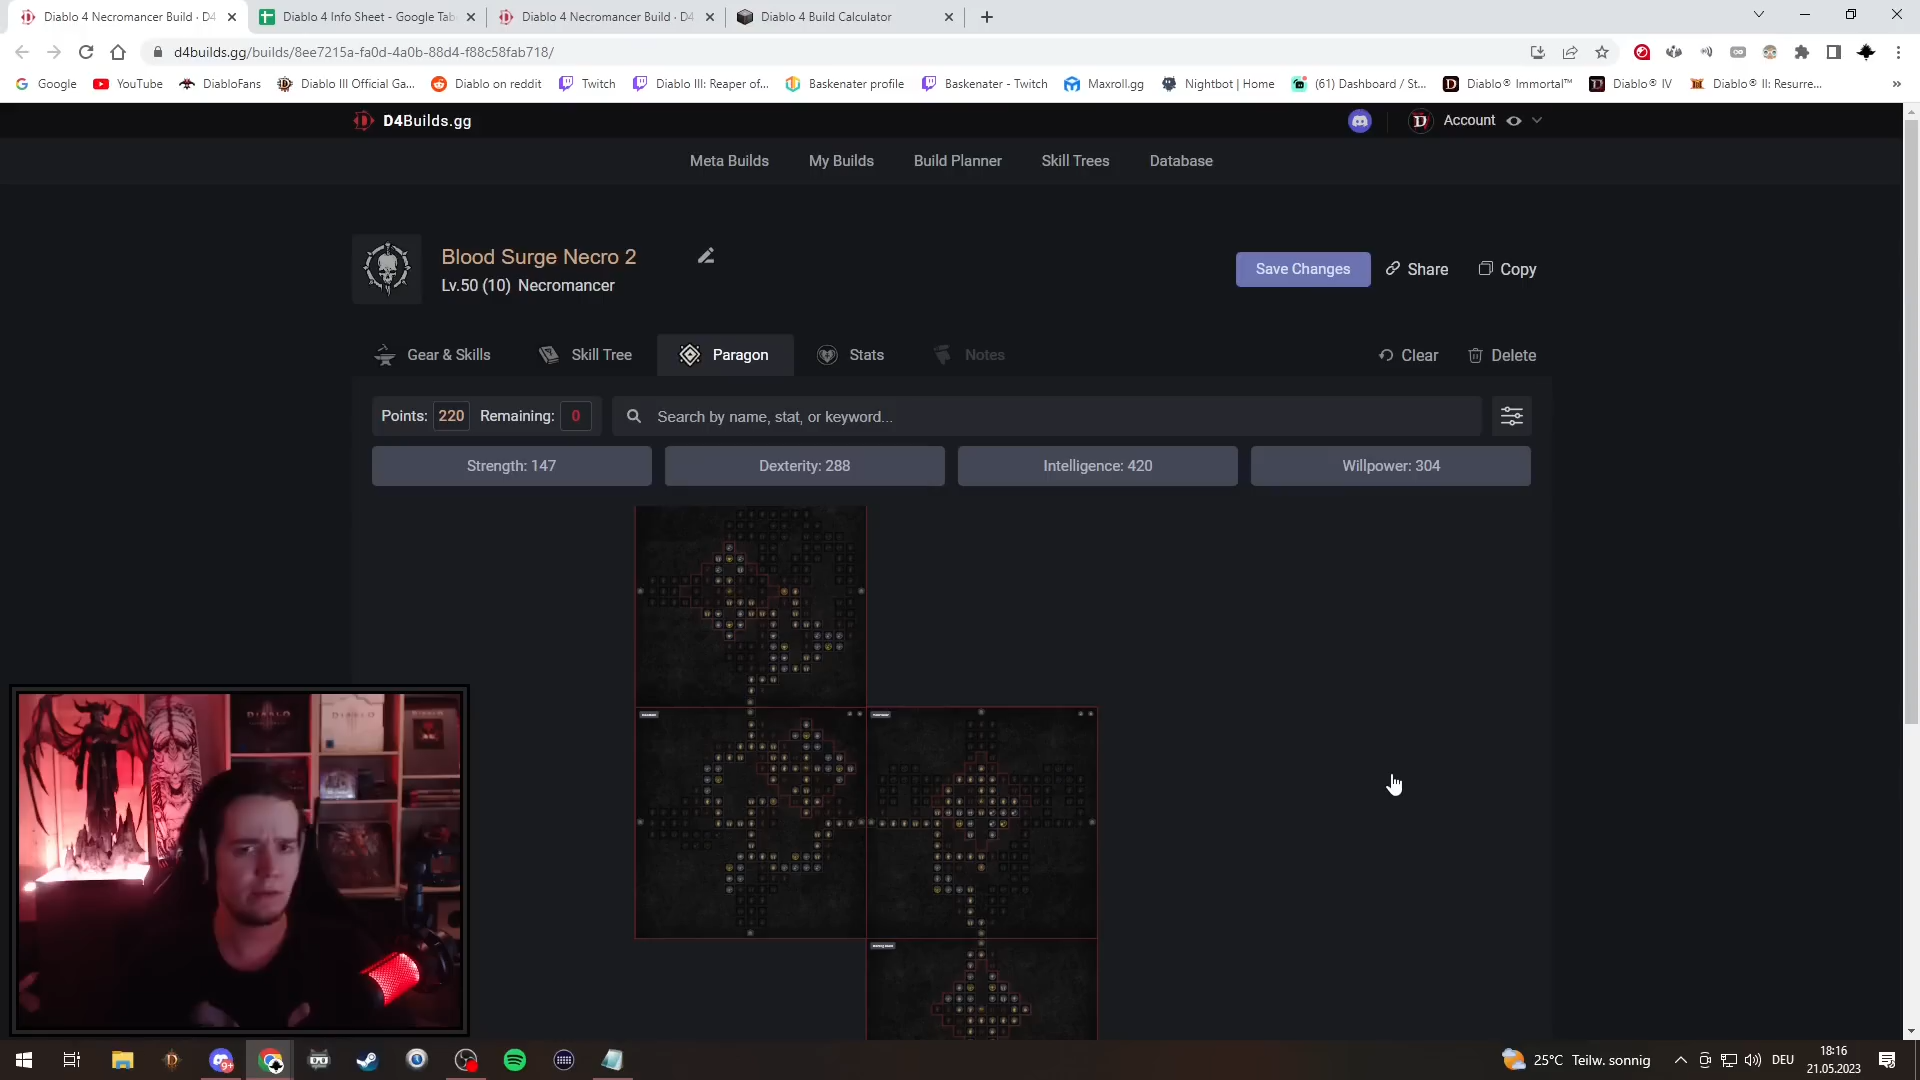 Diablo 4 Necromancer Build · D4
Diablo 4 Info Sheet - Google Tab
Diablo 4 Necromancer Build · D4
Diablo 4 Build Calculator
d4builds.gg/builds/8ee7215a-fa0d-4a0b-88d4-f88c58fab718/
Google
YouTube
DiabloFans
Diablo III Official Ga...
Diablo on reddit
Twitch
Diablo III: Reaper of...
Baskenater profile
Baskenater - Twitch
Maxroll.gg
Nightbot | Home
(61) Dashboard / St...
Diablo® Immortal™
Diablo® IV
Diablo® II: Resurre...
»
D4Builds.gg
Account
Meta Builds
My Builds
Build Planner
Skill Trees
Database
Blood Surge Necro 2
Lv.50 (10) Necromancer
Save Changes
Share
Copy
Gear & Skills
Skill Tree
Paragon
Stats
Notes
Clear
Delete
Points: 220 Remaining: 0
Search by name, stat, or keyword...
Strength: 147
Dexterity: 288
Intelligence: 420
Willpower: 304
DIABLO
DIABLO
9+
25°C Teilw. sonnig
DEU
18:16
21.05.2023